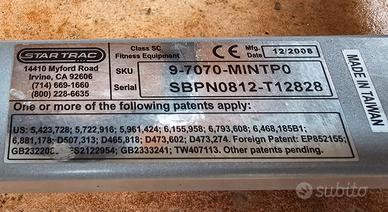 STAR TRAC
14410 Myford Road
Irvine, CA 92606
(714) 669-1660
(800) 228-6635
Class SC
Fitness Equipment
CE
Mfg. Date
12/2008
SKU 9-7070-MINTP0
Serial SBPN0812-T12828
MADE IN TAIWAN
One or more of the following patents apply:
US: 5,423,728; 5,722,916; 5,961,424; 6,155,958; 6,793,608; 6,468,185B1;
6,881,178; D507,313; D465,818; D473,602; D473,274. Foreign Patent: EP852155;
ES2122954; GB2333241; TW407113. Other patents pending.
subito